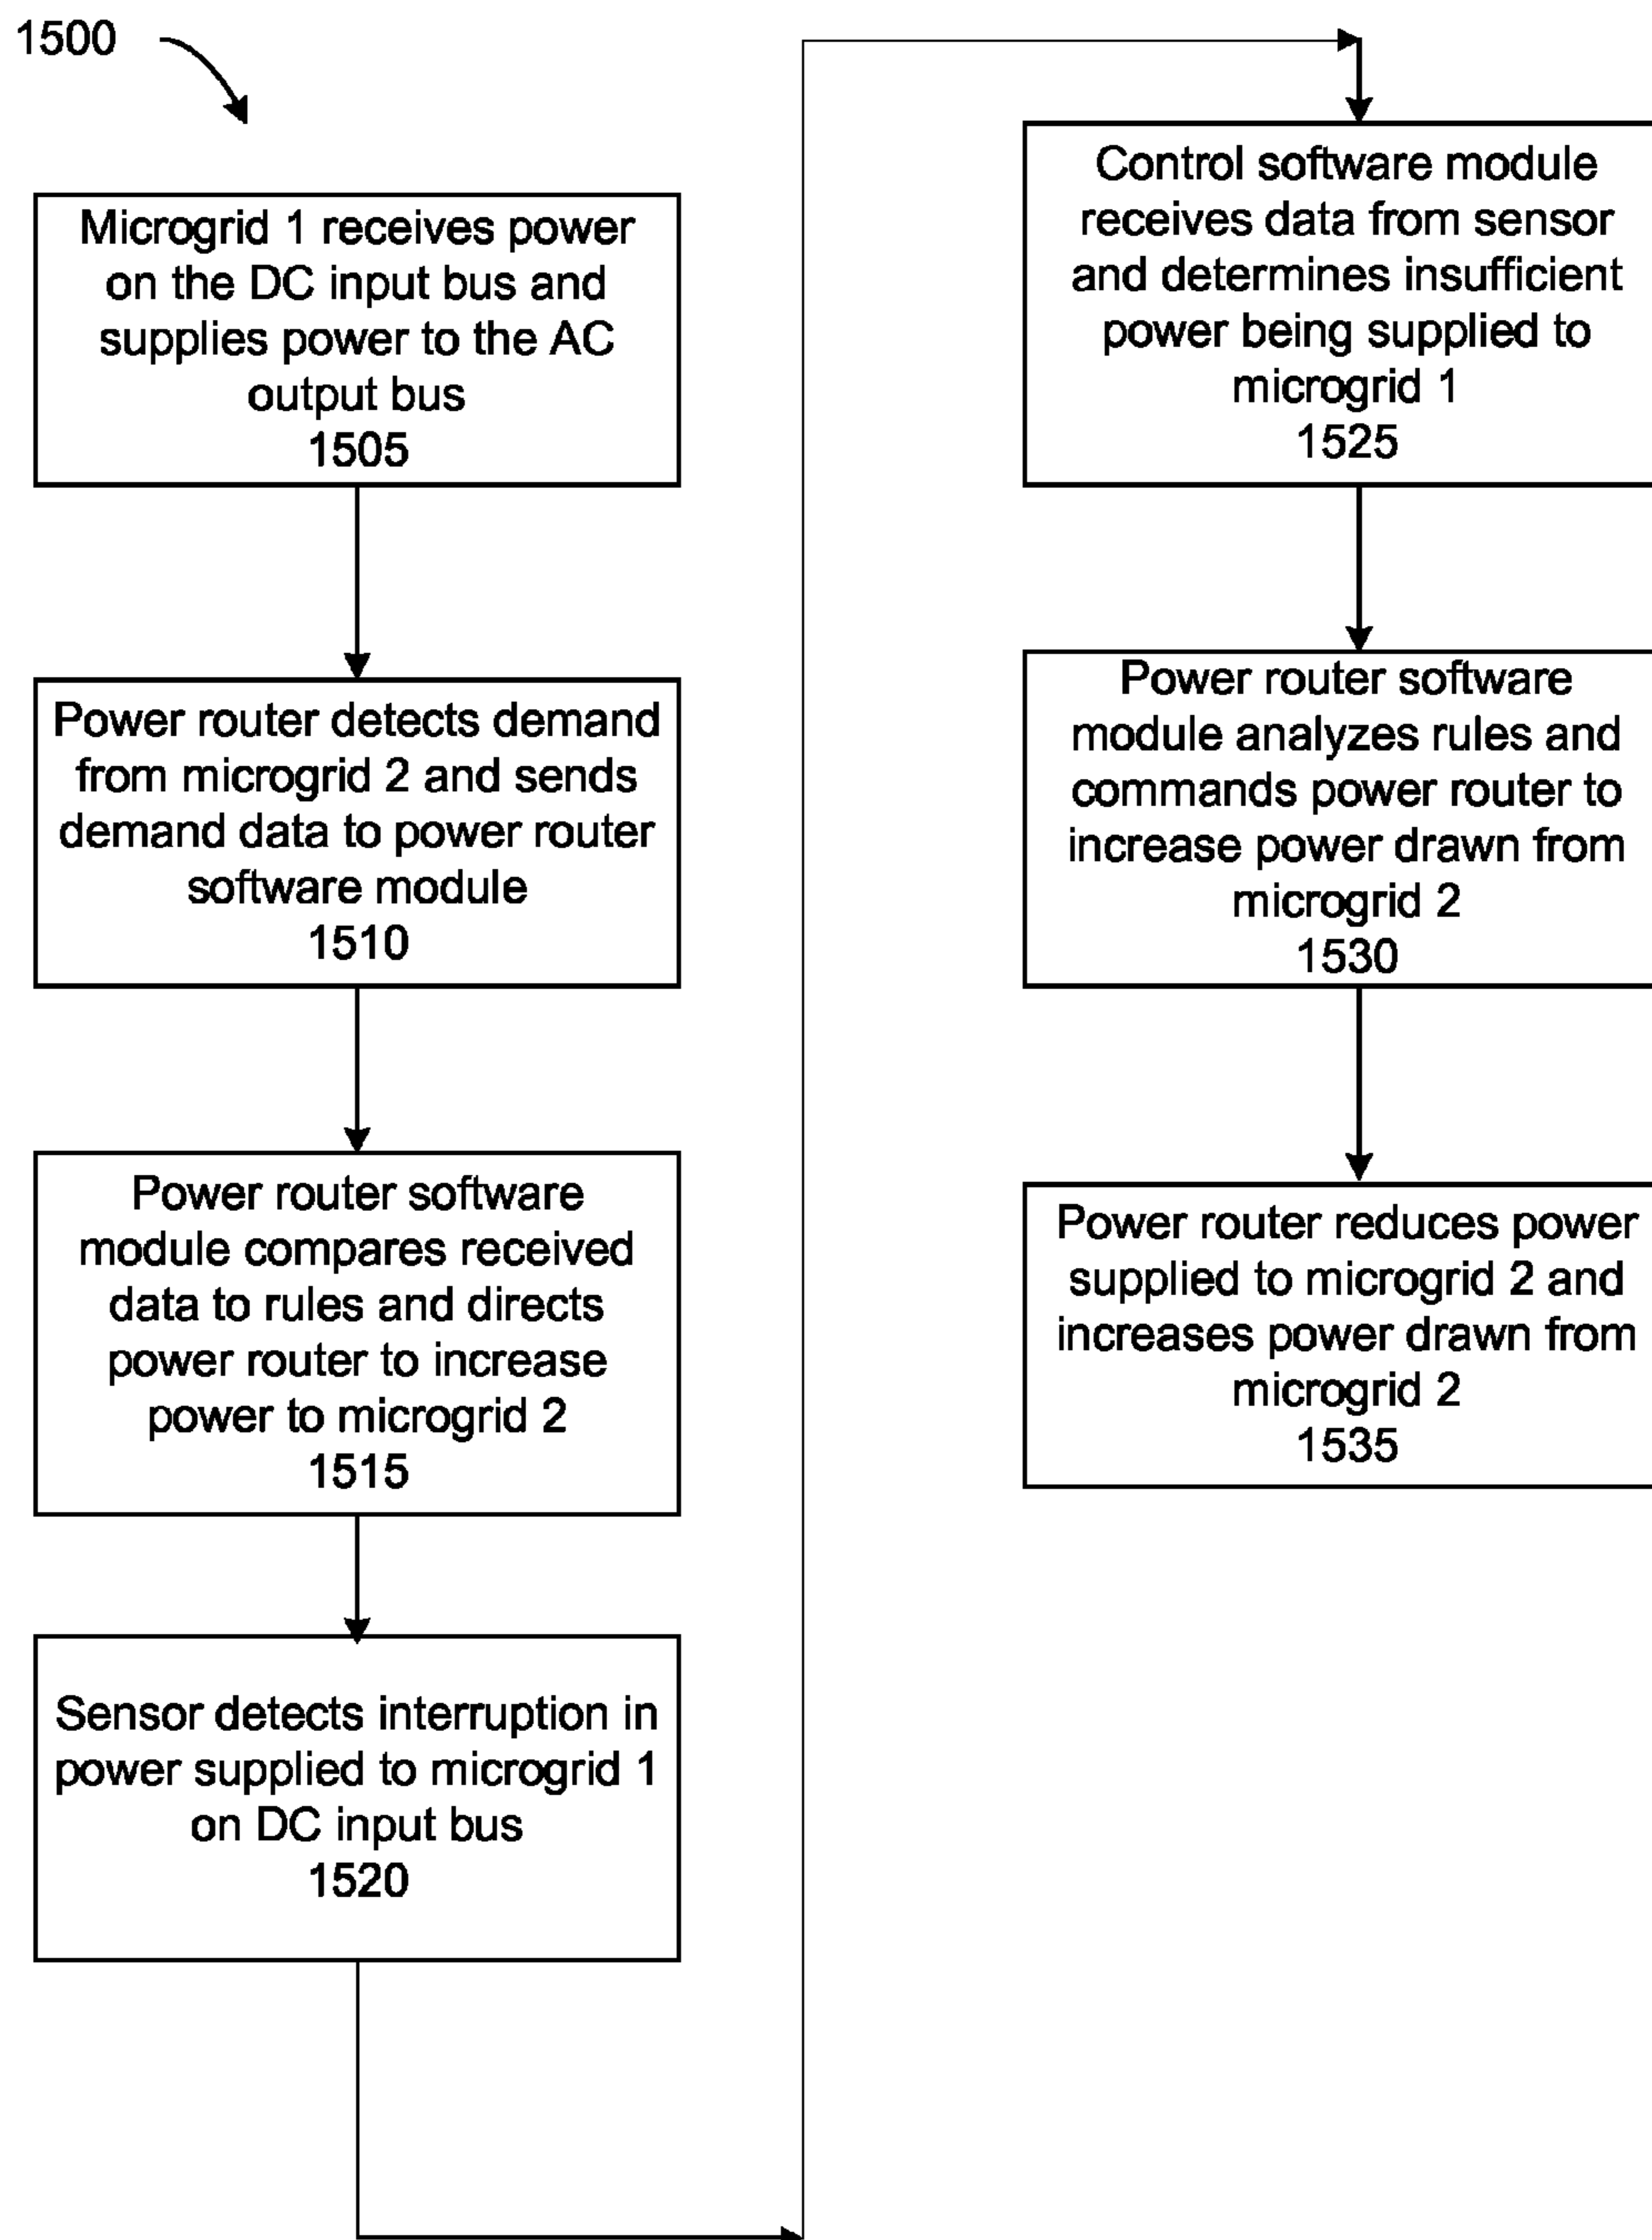 1500
Microgrid 1 receives power
on the DC input bus and
supplies power to the AC
output bus
1505
Power router detects demand
from microgrid 2 and sends
demand data to power router
software module
1510
Power router software
module compares received
data to rules and directs
power router to increase
power to microgrid 2
1515
Sensor detects interruption in
power supplied to microgrid 1
on DC input bus
1520
Control software module
receives data from sensor
and determines insufficient
power being supplied to
microgrid 1
1525
Power router software
module analyzes rules and
commands power router to
increase power drawn from
microgrid 2
1530
Power router reduces power
supplied to microgrid 2 and
increases power drawn from
microgrid 2
1535